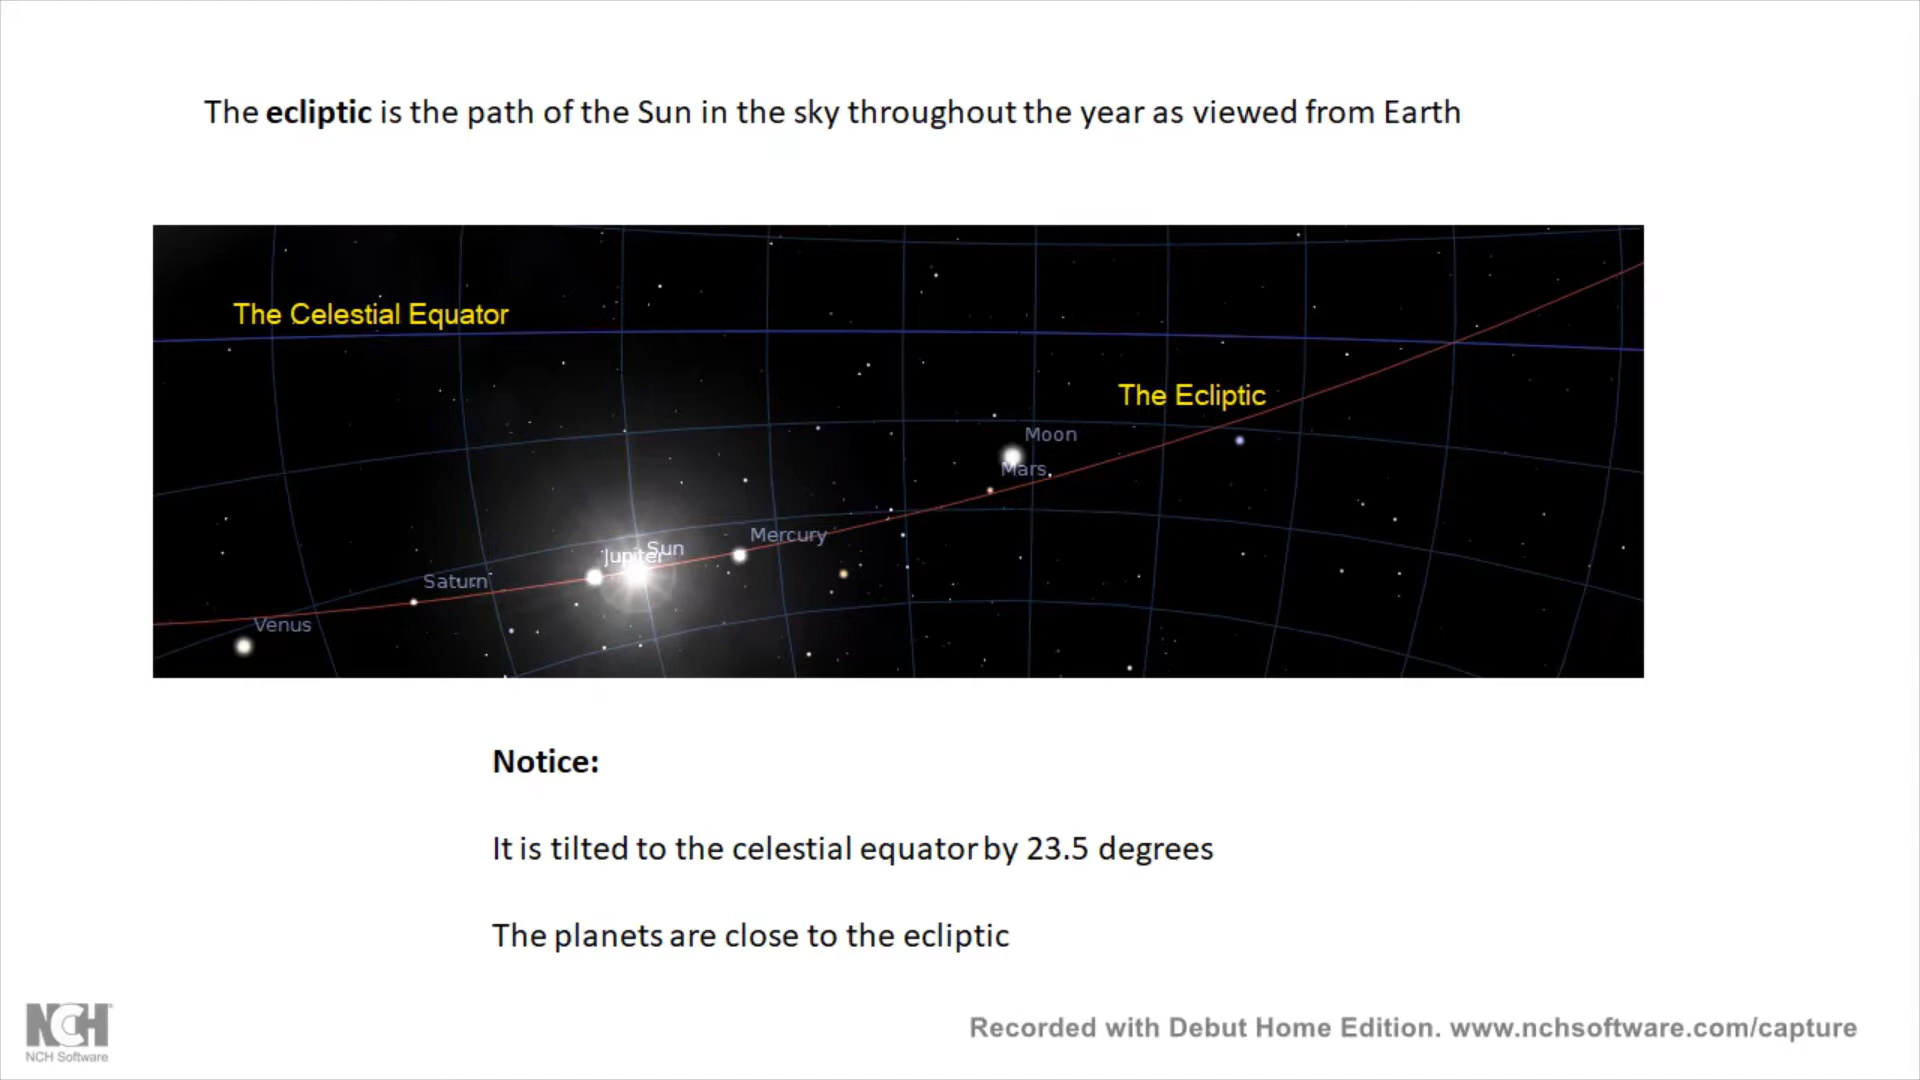 The ecliptic is the path of the Sun in the sky throughout the year as viewed from Earth
The Celestial Equator
The Ecliptic
Moon
Mars
Mercury
Sun
Jupiter
Saturn
Venus
Notice:
It is tilted to the celestial equator by 23.5 degrees
The planets are close to the ecliptic
NCH
NCH Software
Recorded with Debut Home Edition. www.nchsoftware.com/capture